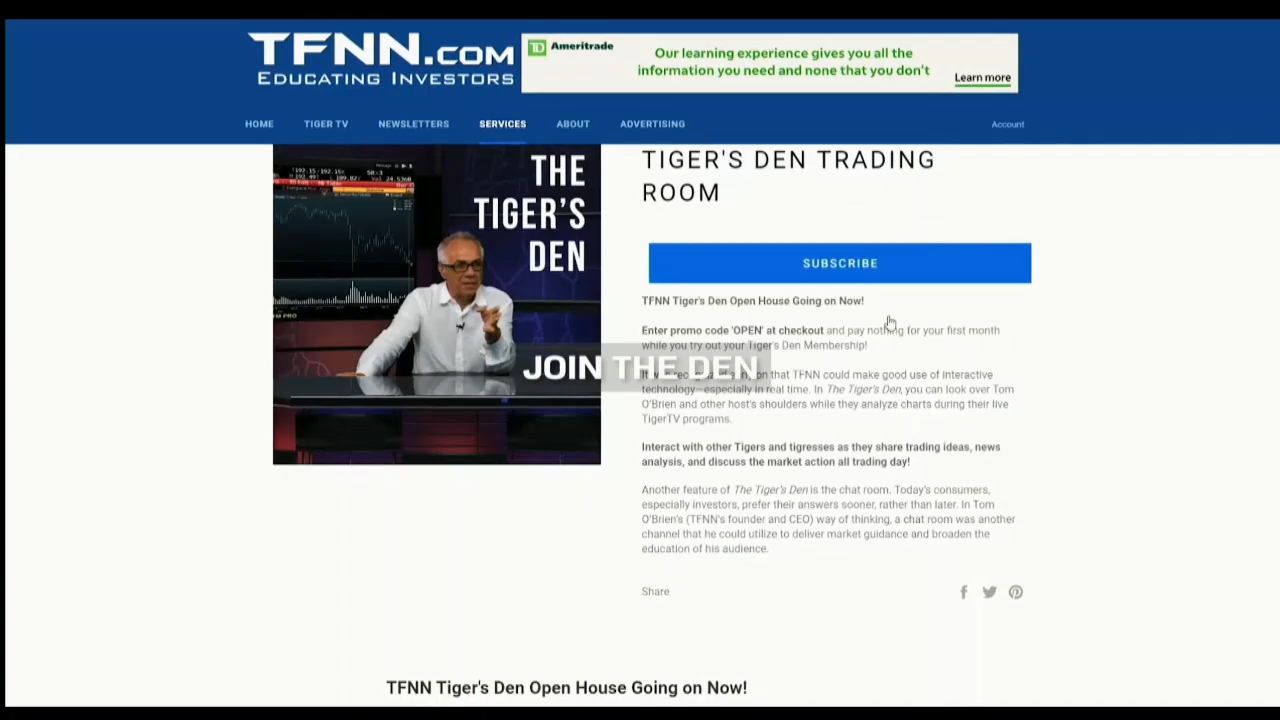 TFNN.COM
EDUCATING INVESTORS
TD Ameritrade
Our learning experience gives you all the
information you need and none that you don't
Learn more
HOME TIGER TV NEWSLETTERS SERVICES ABOUT ADVERTISING Account
THE
TIGER'S
DEN
TIGER'S DEN TRADING
ROOM
SUBSCRIBE
TFNN Tiger's Den Open House Going on Now!
Enter promo code 'OPEN' at checkout and pay nothing for your first month
while you try out your Tiger's Den Membership!
JOIN THE DEN
that TFNN could make good use of interactive
technology—especially in real time. In The Tiger's Den, you can look over Tom
O'Brien and other host's shoulders while they analyze charts during their live
TigerTV programs.
Interact with other Tigers and tigresses as they share trading ideas, news
analysis, and discuss the market action all trading day!
Another feature of The Tiger's Den is the chat room. Today's consumers,
especially investors, prefer their answers sooner, rather than later. In Tom
O'Brien's (TFNN's founder and CEO) way of thinking, a chat room was another
channel that he could utilize to deliver market guidance and broaden the
education of his audience.
Share
TFNN Tiger's Den Open House Going on Now!